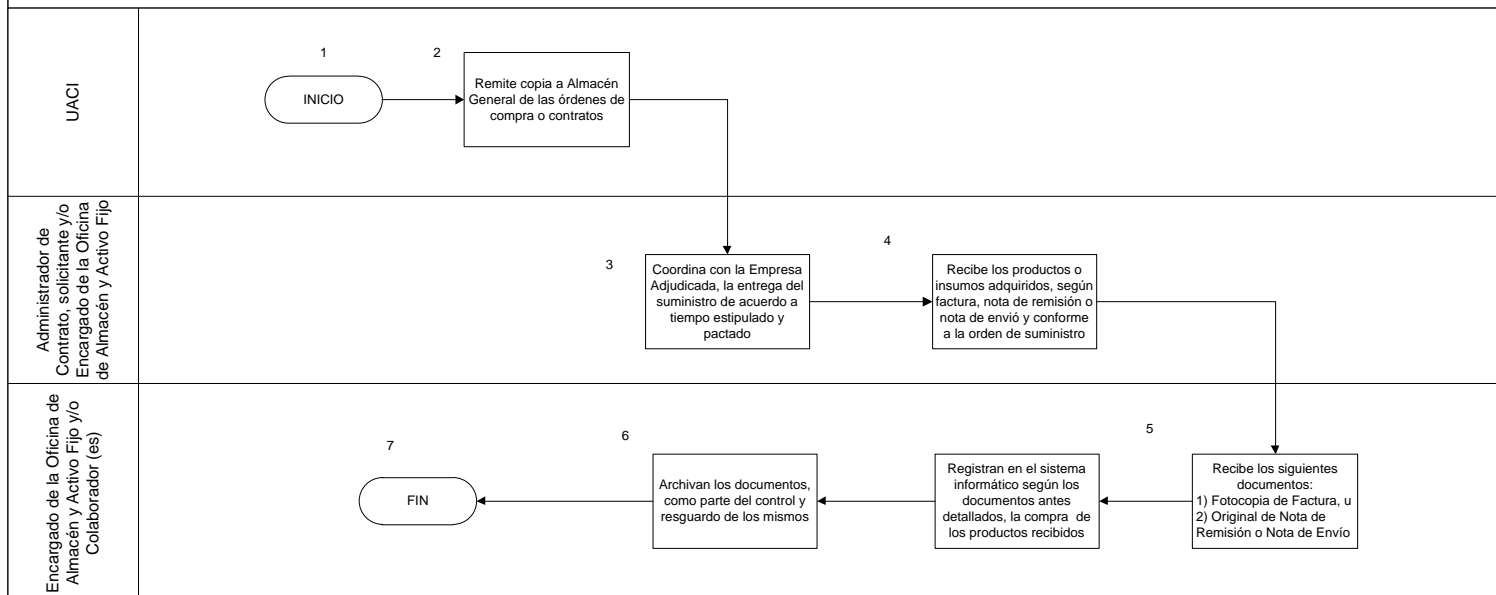 UACI
1
INICIO
2
Remite copia a Almacén
General de las órdenes de
compra o contratos
Administrador de
Contrato, solicitante y/o
Encargado de la Oficina
de Almacén y Activo Fijo
3
Coordina con la Empresa
Adjudicada, la entrega del
suministro de acuerdo a
tiempo estipulado y
pactado
4
Recibe los productos o
insumos adquiridos, según
factura, nota de remisión o
nota de envió y conforme
a la orden de suministro
Encargado de la Oficina de
Almacén y Activo Fijo y/o
Colaborador (es)
5
Recibe los siguientes
documentos:
1) Fotocopia de Factura, u
2) Original de Nota de
Remisión o Nota de Envío
Registran en el sistema
informático según los
documentos antes
detallados, la compra de
los productos recibidos
6
Archivan los documentos,
como parte del control y
resguardo de los mismos
7
FIN